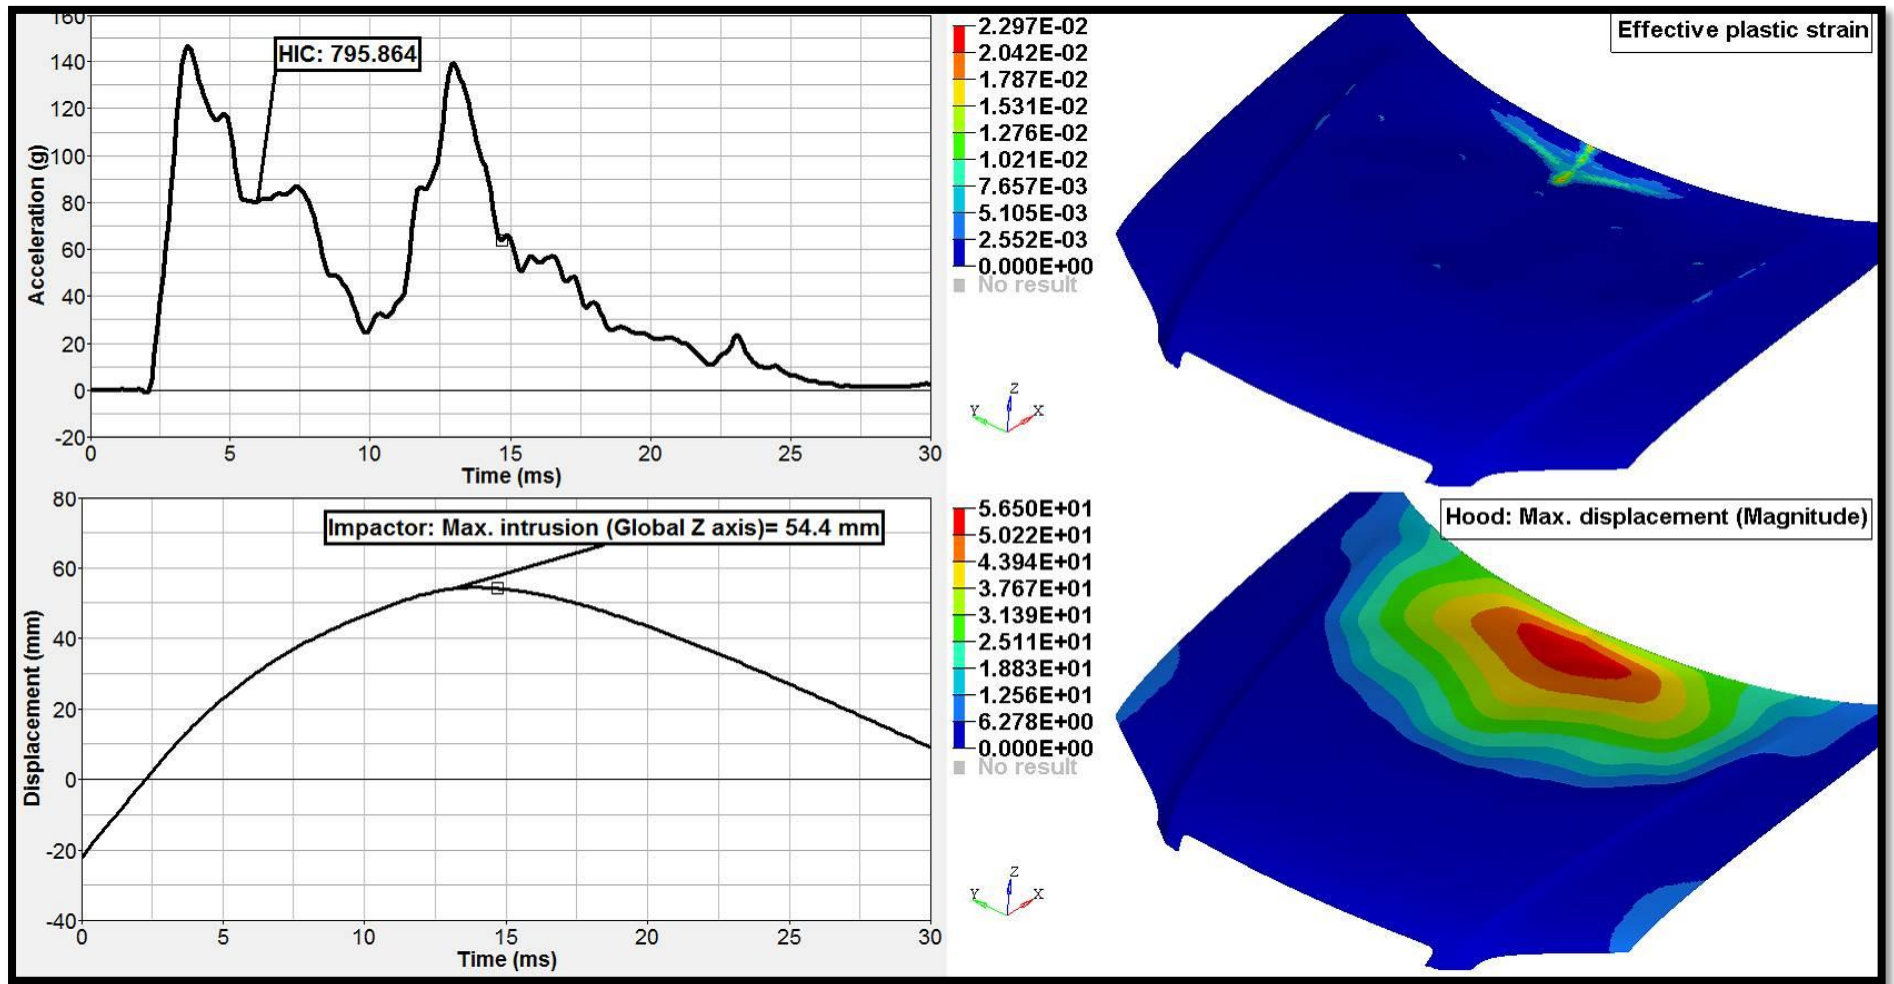 160
140
120
100
80
60
40
20
0
-20
Acceleration (g)
HIC: 795.864
0 5 10 15 20 25 30
Time (ms)
2.297E-02
2.042E-02
1.787E-02
1.531E-02
1.276E-02
1.021E-02
7.657E-03
5.105E-03
2.552E-03
0.000E+00
No result
Effective plastic strain
Z
Y X
80
60
40
20
0
-20
-40
Displacement (mm)
Impactor: Max. intrusion (Global Z axis)= 54.4 mm
0 5 10 15 20 25 30
Time (ms)
5.650E+01
5.022E+01
4.394E+01
3.767E+01
3.139E+01
2.511E+01
1.883E+01
1.256E+01
6.278E+00
0.000E+00
No result
Hood: Max. displacement (Magnitude)
Z
Y X